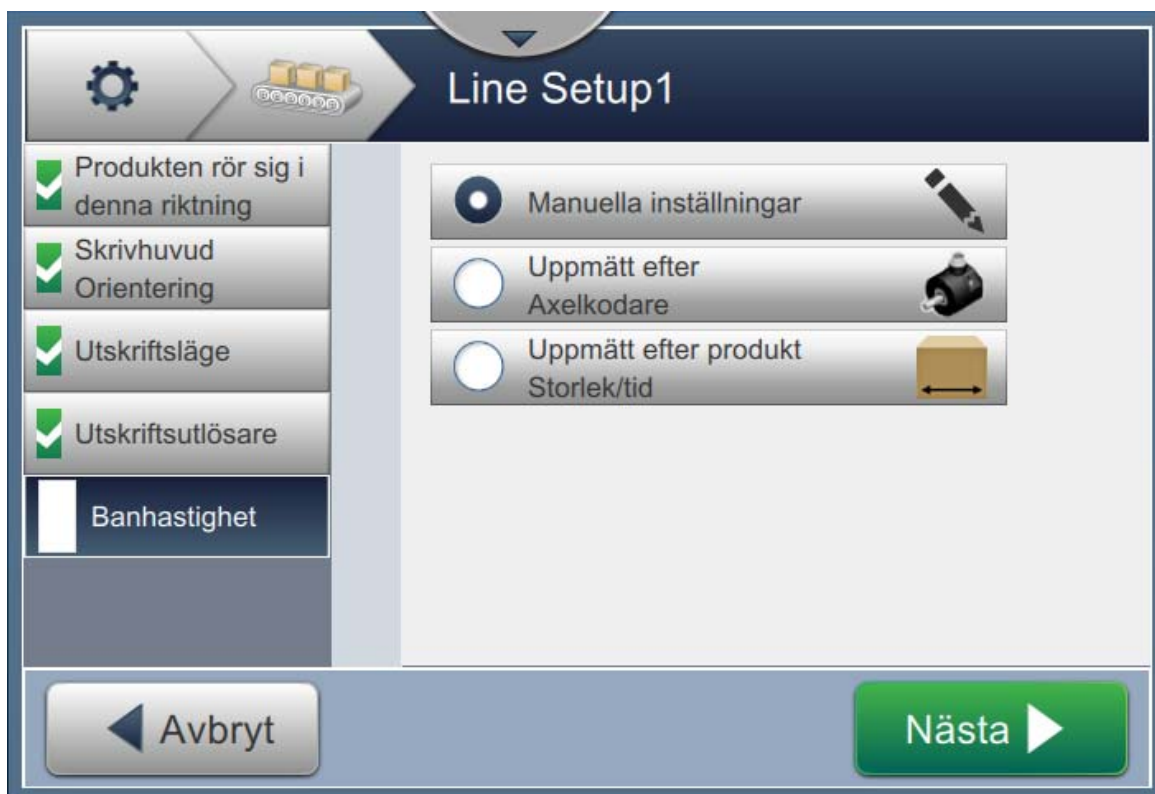 Line Setup1
Produkten rör sig i
denna riktning
Skrivhuvud
Orientering
Utskriftsläge
Utskriftsutlösare
Banhastighet
Manuella inställningar
Uppmätt efter
Axelkodare
Uppmätt efter produkt
Storlek/tid
Avbryt
Nästa